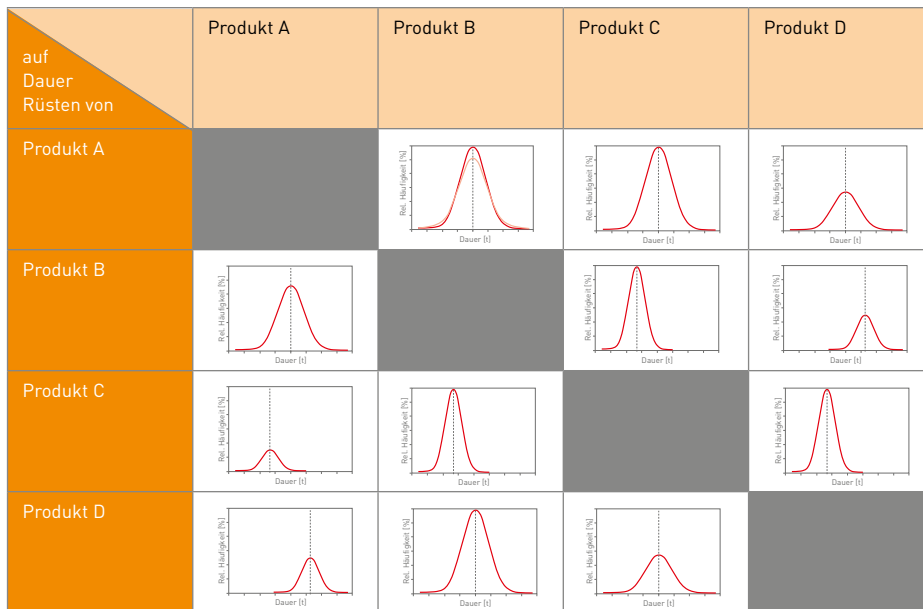 auf
Dauer
Rüsten von
Produkt A
Produkt B
Produkt C
Produkt D
Produkt A
Rel. Häufigkeit [%]
Dauer [t]
Rel. Häufigkeit [%]
Dauer [t]
Rel. Häufigkeit [%]
Dauer [t]
Produkt B
Rel. Häufigkeit [%]
Dauer [t]
Rel. Häufigkeit [%]
Dauer [t]
Rel. Häufigkeit [%]
Dauer [t]
Produkt C
Rel. Häufigkeit [%]
Dauer [t]
Rel. Häufigkeit [%]
Dauer [t]
Rel. Häufigkeit [%]
Dauer [t]
Produkt D
Rel. Häufigkeit [%]
Dauer [t]
Rel. Häufigkeit [%]
Dauer [t]
Rel. Häufigkeit [%]
Dauer [t]